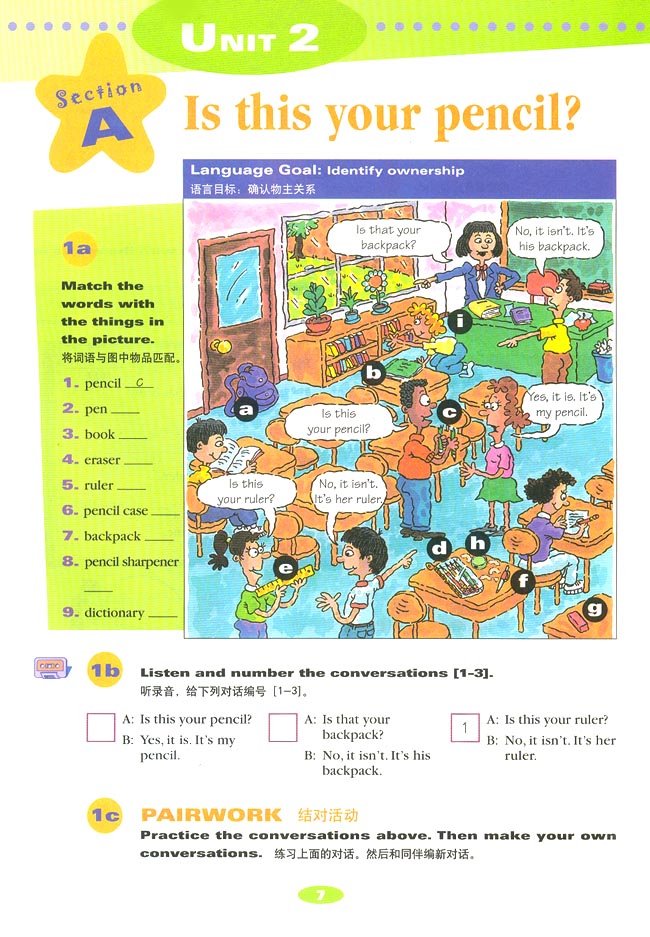 UNIT 2
Section
A
Is this your pencil?
Language Goal: Identify ownership
语言目标：确认物主关系
1a
Match the
words with
the things in
the picture.
将词语与图中物品匹配。
1. pencil c
2. pen ____
3. book ____
4. eraser ____
5. ruler ____
6. pencil case ____
7. backpack ____
8. pencil sharpener
____
9. dictionary ____
Is that your
backpack?
No, it isn't. It's
his backpack.
i
b
a
c
Is this
your pencil?
Yes, it is. It's
my pencil.
Is this
your ruler?
No, it isn't.
It's her ruler.
e
d
h
f
g
1b
Listen and number the conversations [1-3].
听录音，给下列对话编号［1—3］。
A: Is this your pencil?
B: Yes, it is. It's my
pencil.
A: Is that your
backpack?
B: No, it isn't. It's his
backpack.
1
A: Is this your ruler?
B: No, it isn't. It's her
ruler.
1c
PAIRWORK 结对活动
Practice the conversations above. Then make your own
conversations. 练习上面的对话。然后和同伴编新对话。
7